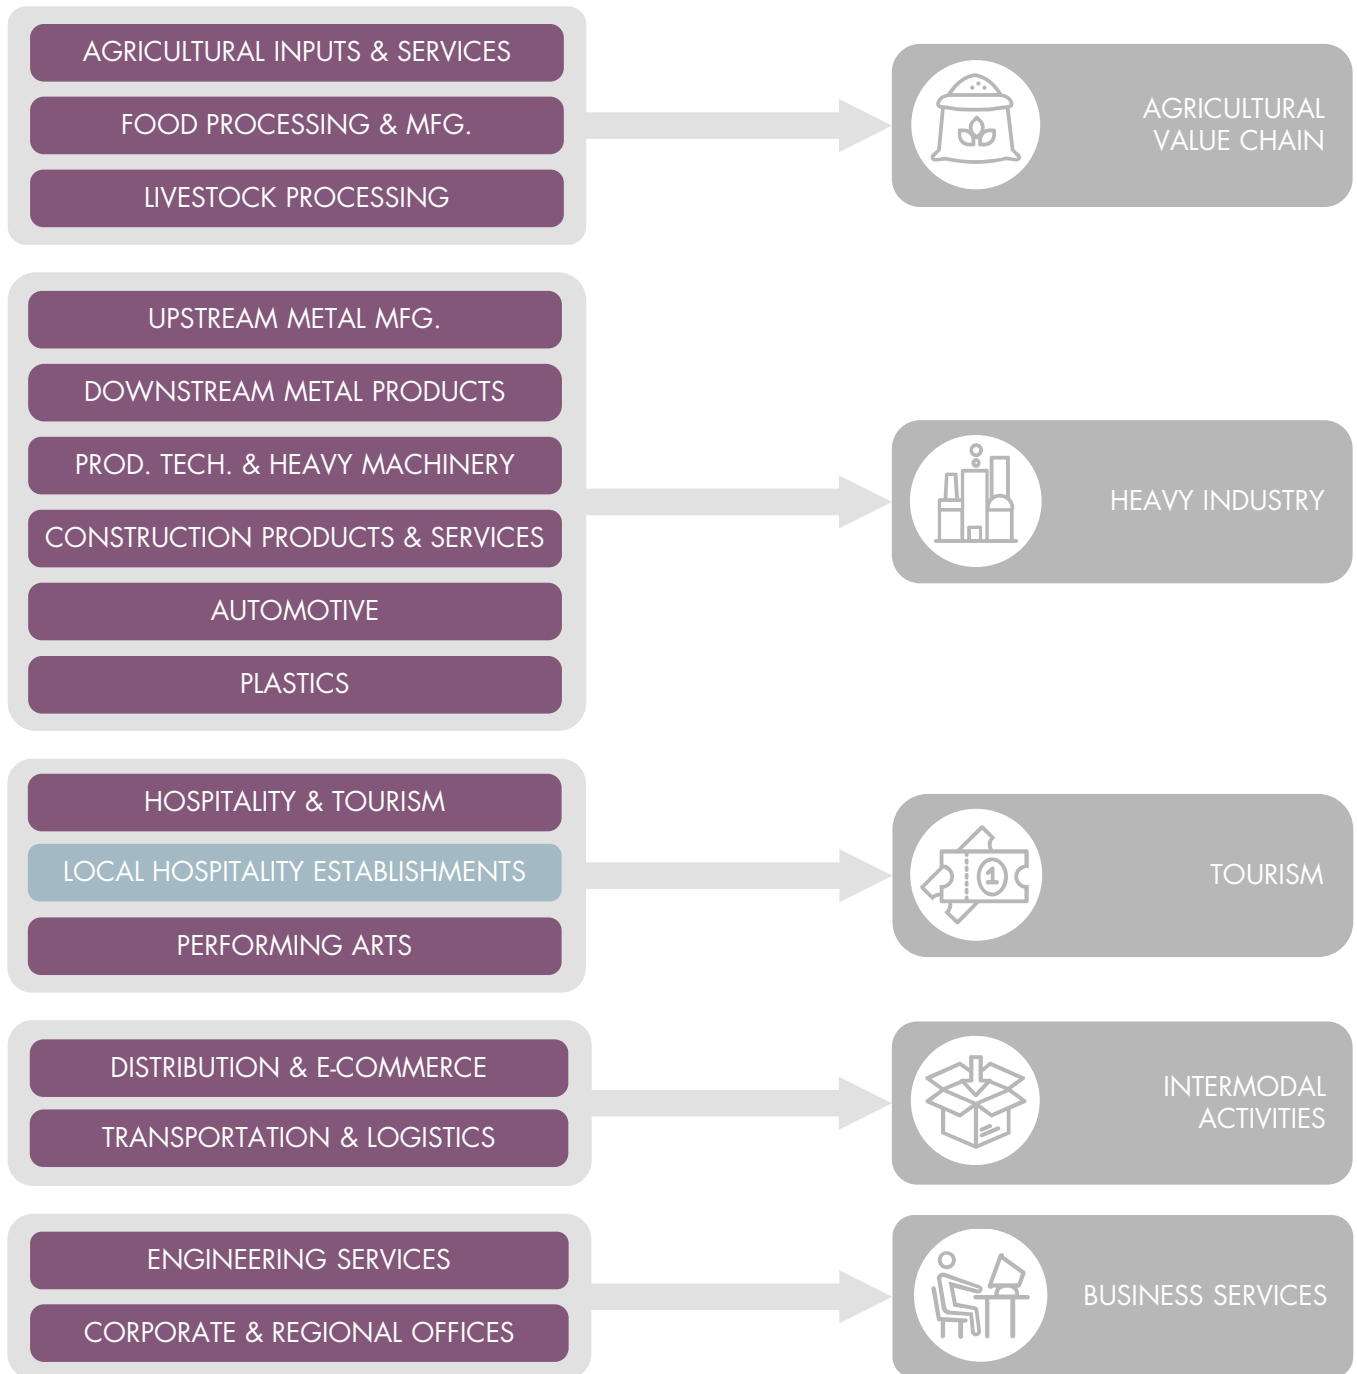 AGRICULTURAL INPUTS & SERVICES
FOOD PROCESSING & MFG.
LIVESTOCK PROCESSING
AGRICULTURAL
VALUE CHAIN
UPSTREAM METAL MFG.
DOWNSTREAM METAL PRODUCTS
PROD. TECH. & HEAVY MACHINERY
CONSTRUCTION PRODUCTS & SERVICES
AUTOMOTIVE
PLASTICS
HEAVY INDUSTRY
HOSPITALITY & TOURISM
LOCAL HOSPITALITY ESTABLISHMENTS
PERFORMING ARTS
1
TOURISM
DISTRIBUTION & E-COMMERCE
TRANSPORTATION & LOGISTICS
INTERMODAL
ACTIVITIES
ENGINEERING SERVICES
CORPORATE & REGIONAL OFFICES
BUSINESS SERVICES